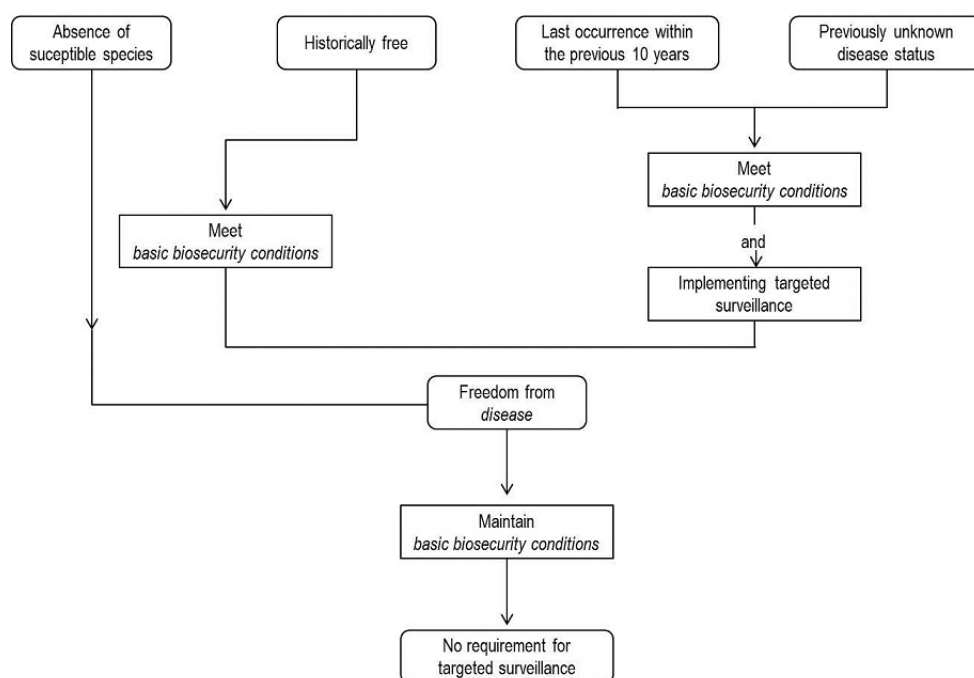 Absence of
suceptible species
Historically free
Last occurrence within
the previous 10 years
Previously unknown
disease status
Meet
basic biosecurity conditions
Meet
basic biosecurity conditions
and
Implementing targeted
surveillance
Freedom from
disease
Maintain
basic biosecurity conditions
No requirement for
targeted surveillance